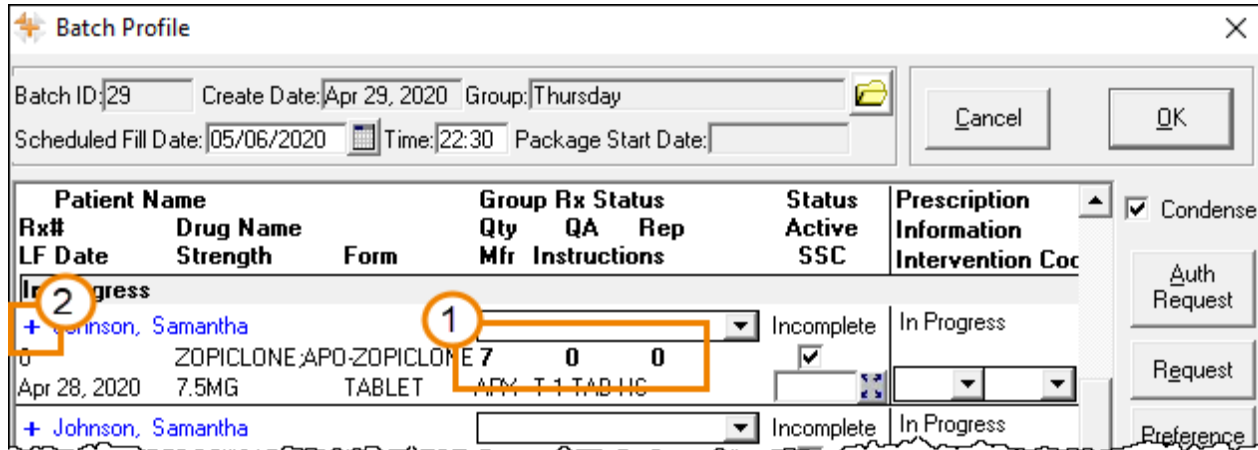 Batch Profile
Batch ID: 29 Create Date: Apr 29, 2020 Group: Thursday
Cancel OK
Scheduled Fill Date: 05/06/2020 Time: 22:30 Package Start Date:
Patient Name Group Rx Status Status Prescription
Condense
Rx# Drug Name Qty QA Rep Active Information
LF Date Strength Form Mfr Instructions SSC Intervention Coc
Auth
Request
2
1
+ Johnson, Samantha Incomplete In Progress
0 ZOPICLONE;APO-ZOPICLONE 7 0 0
Request
Apr 28, 2020 7.5MG TABLET T 1 TAB HS
+ Johnson, Samantha Incomplete In Progress
Preference